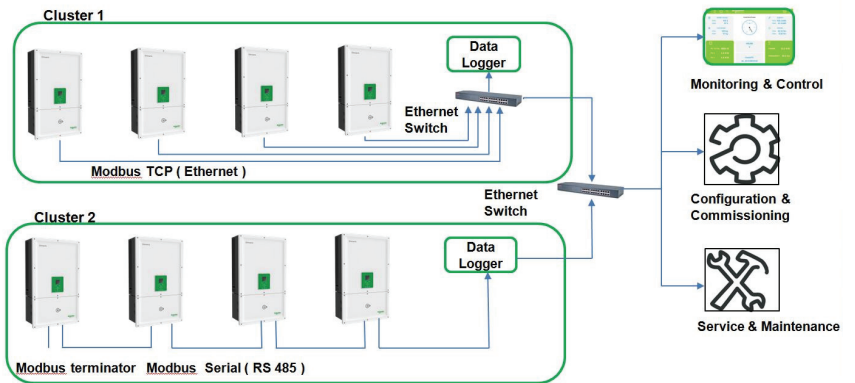 Cluster 1
Data
Logger
Ethernet
Switch
Modbus TCP ( Ethernet )
Monitoring & Control
Configuration &
Commissioning
Ethernet
Switch
Cluster 2
Data
Logger
Modbus terminator Modbus Serial ( RS 485 )
Service & Maintenance